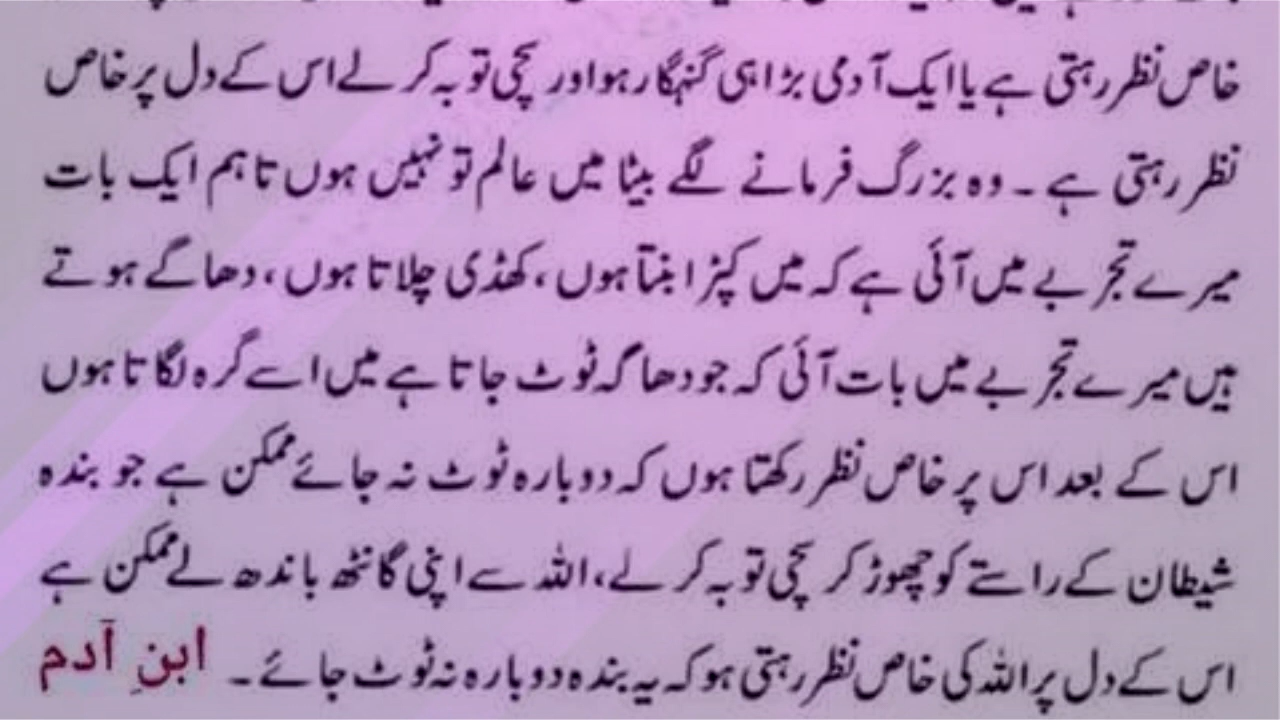 خاص نظر رہتی ہے یا ایک آدمی بڑا ہی گنہگار ہو اور سچی توبہ کر لے اس کے دل پر خاص
نظر رہتی ہے ۔ وہ بزرگ فرمانے لگے بیٹا میں عالم تو نہیں ہوں تاہم ایک بات
میرے تجربے میں آئی ہے کہ میں کپڑا بنتا ہوں ، کھڈی چلاتا ہوں ، دھاگے ہوتے
ہیں میرے تجربے میں بات آئی کہ جو دھاگہ ٹوٹ جاتا ہے میں اسے گرہ لگاتا ہوں
اس کے بعد اس پر خاص نظر رکھتا ہوں کہ دوبارہ ٹوٹ نہ جائے ممکن ہے جو بندہ
شیطان کے راستے کو چھوڑ کر سچی توبہ کر لے ، اللہ سے اپنی گانٹھ باندھ لے ممکن ہے
اس کے دل پر اللہ کی خاص نظر رہتی ہو کہ یہ بندہ دوبارہ نہ ٹوٹ جائے ۔ ابنِ آدم